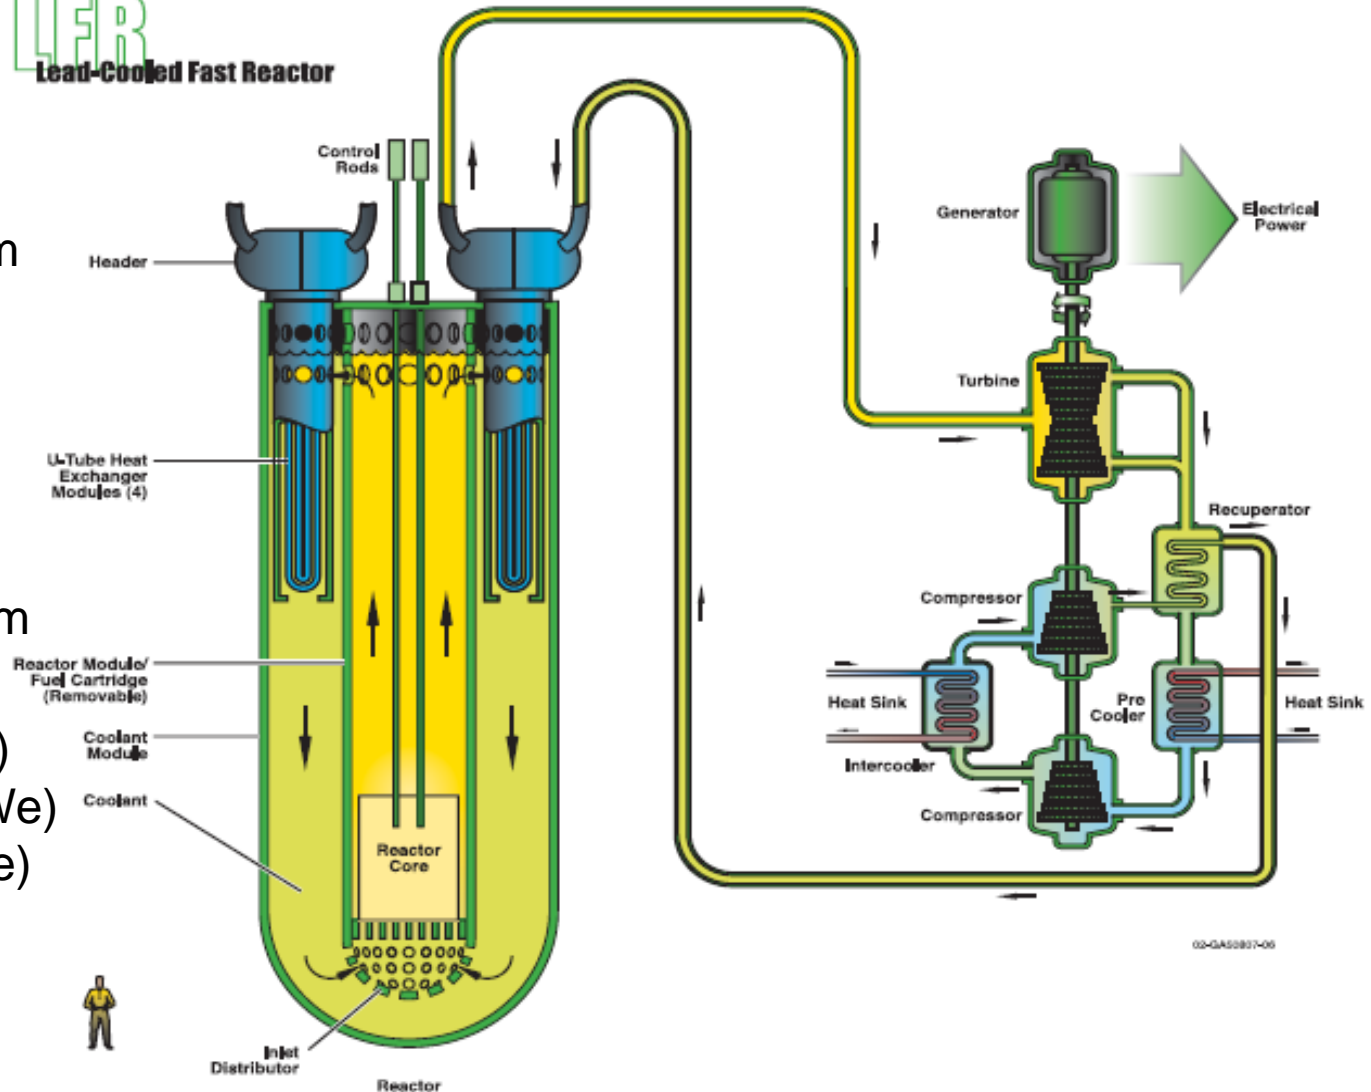 LFR
Lead-Cooled Fast Reactor
Control
Rods
Header
U-Tube Heat
Exchanger
Modules (4)
m
m
Reactor Module/
Fuel Cartridge
(Removable)
)
Coolant
Module
We)
Coolant
e)
Reactor
Core
Inlet
Distributor
Reactor
Generator
Electrical
Power
Turbine
Recuperator
Compressor
Heat Sink
Pre
Cooler
Heat Sink
Intercooler
Compressor
02-GA50807-06